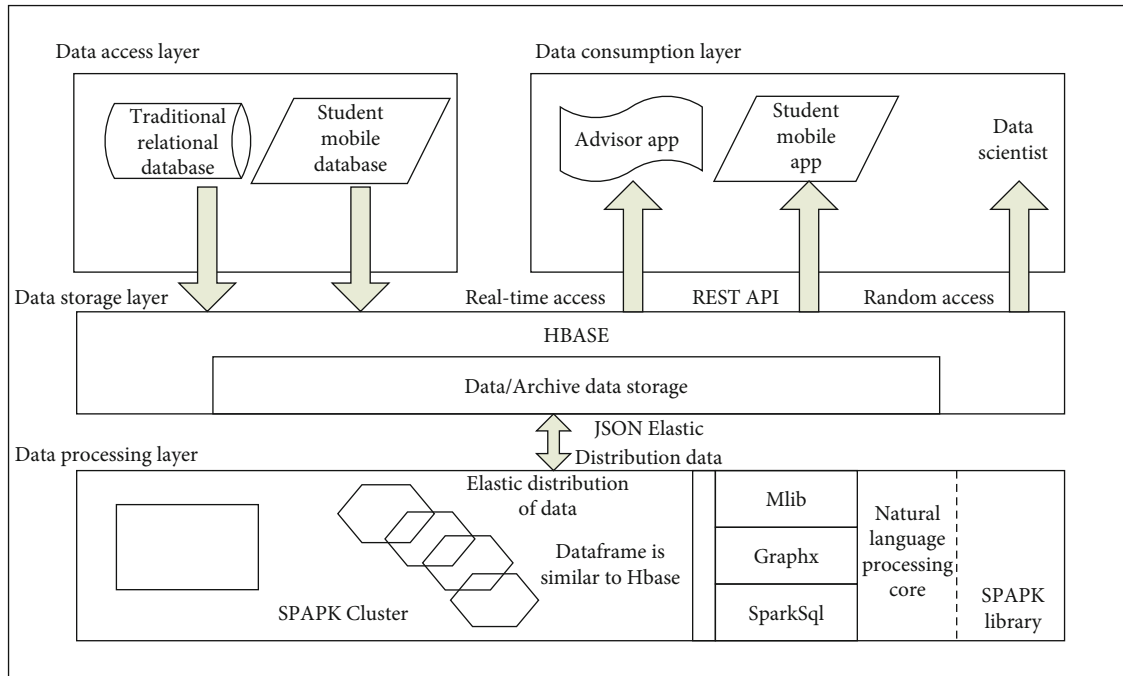 Data access layer
Traditional
relational
database
Student
mobile
database
Data consumption layer
Advisor app
Student
mobile
app
Data
scientist
Data storage layer
Real-time access
REST API
Random access
HBASE
Data/Archive data storage
JSON Elastic
Distribution data
Data processing layer
Elastic distribution
of data
Dataframe is
similar to Hbase
SPAPK Cluster
Mlib
Graphx
SparkSql
Natural
language
processing
core
SPAPK
library